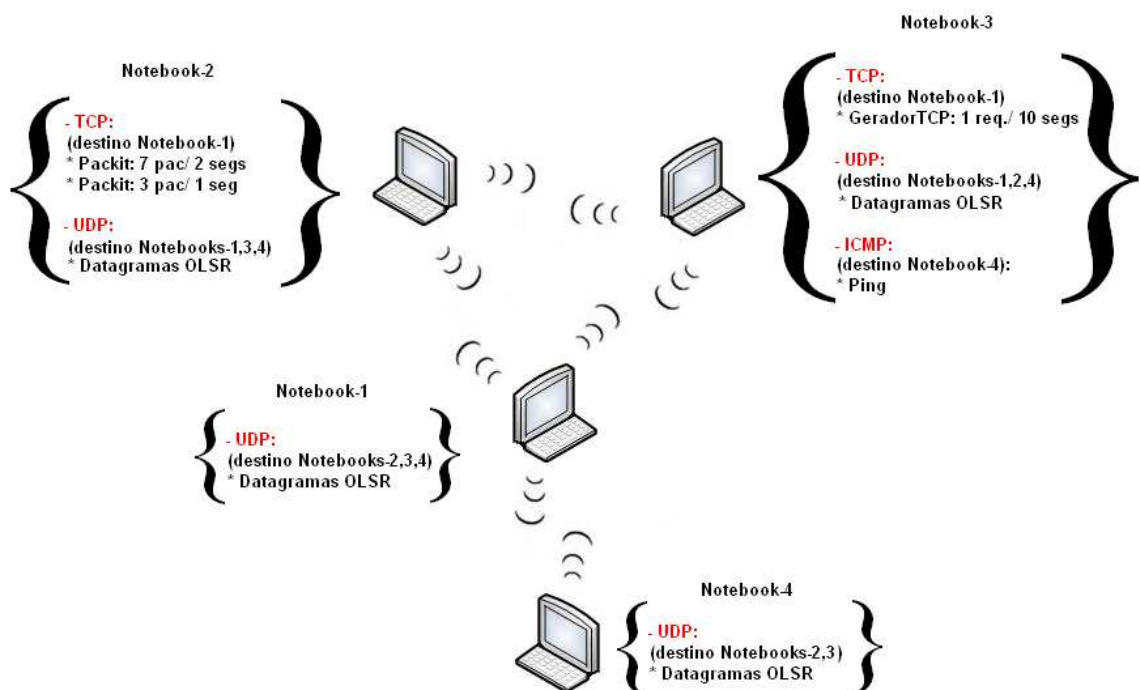 Notebook-2
- TCP:
(destino Notebook-1)
* Packit: 7 pac/ 2 segs
* Packit: 3 pac/ 1 seg
- UDP:
(destino Notebooks-1,3,4)
* Datagramas OLSR
Notebook-3
- TCP:
(destino Notebook-1)
* GeradorTCP: 1 req./ 10 segs
- UDP:
(destino Notebooks-1,2,4)
* Datagramas OLSR
- ICMP:
(destino Notebook-4):
* Ping
Notebook-1
- UDP:
(destino Notebooks-2,3,4)
* Datagramas OLSR
Notebook-4
- UDP:
(destino Notebooks-2,3)
* Datagramas OLSR